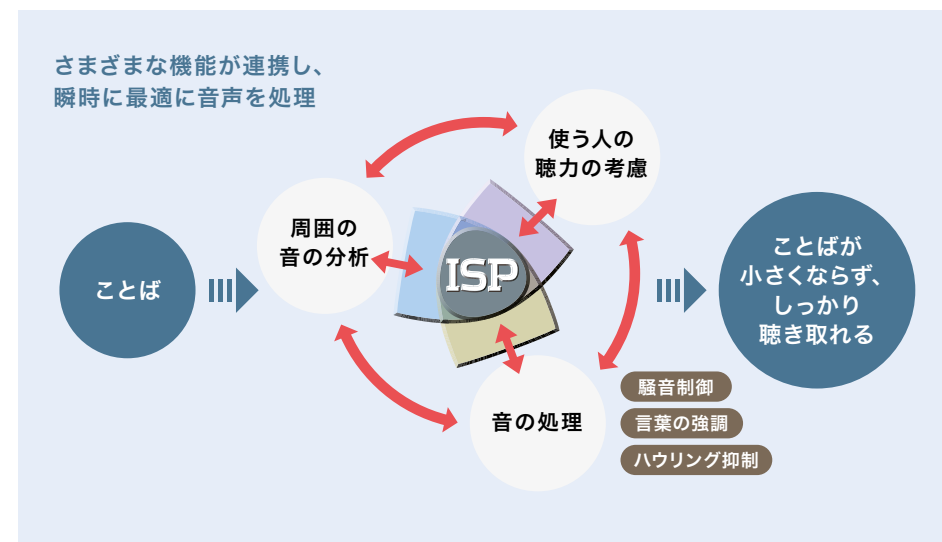 さまざまな機能が連携し、
瞬時に最適に音声を処理
使う人の
聴力の考慮
周囲の
音の分析
ISP
ことば
ことばが
小さくならず、
しっかり
聴き取れる
音の処理
騒音制御
言葉の強調
ハウリング抑制